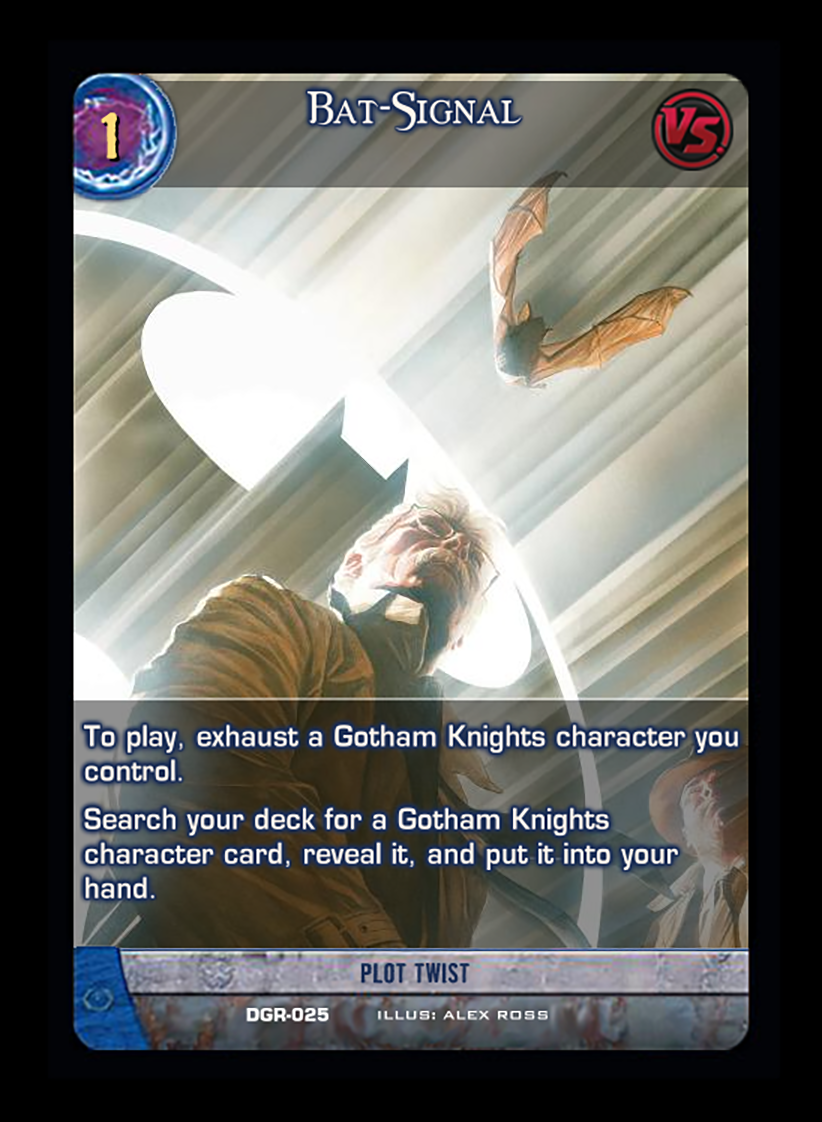 1
Bat-Signal
VS.
To play, exhaust a Gotham Knights character you
control.
Search your deck for a Gotham Knights
character card, reveal it, and put it into your
hand.
PLOT TWIST
DGR-025 ILLUS: ALEX ROSS